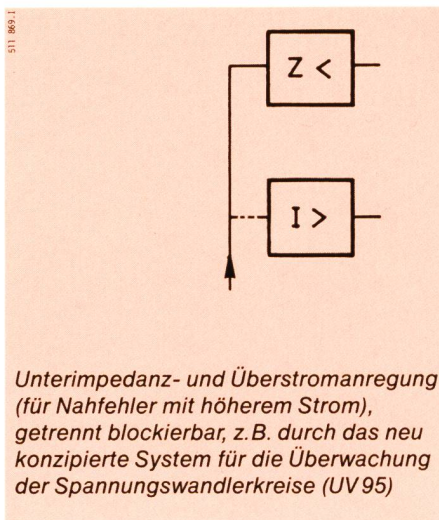 511 869.1
Z <
I >
Unterimpedanz- und Überstromanregung
(für Nahfehler mit höherem Strom),
getrennt blockierbar, z.B. durch das neu
konzipierte System für die Überwachung
der Spannungswandlerkreise (UV 95)